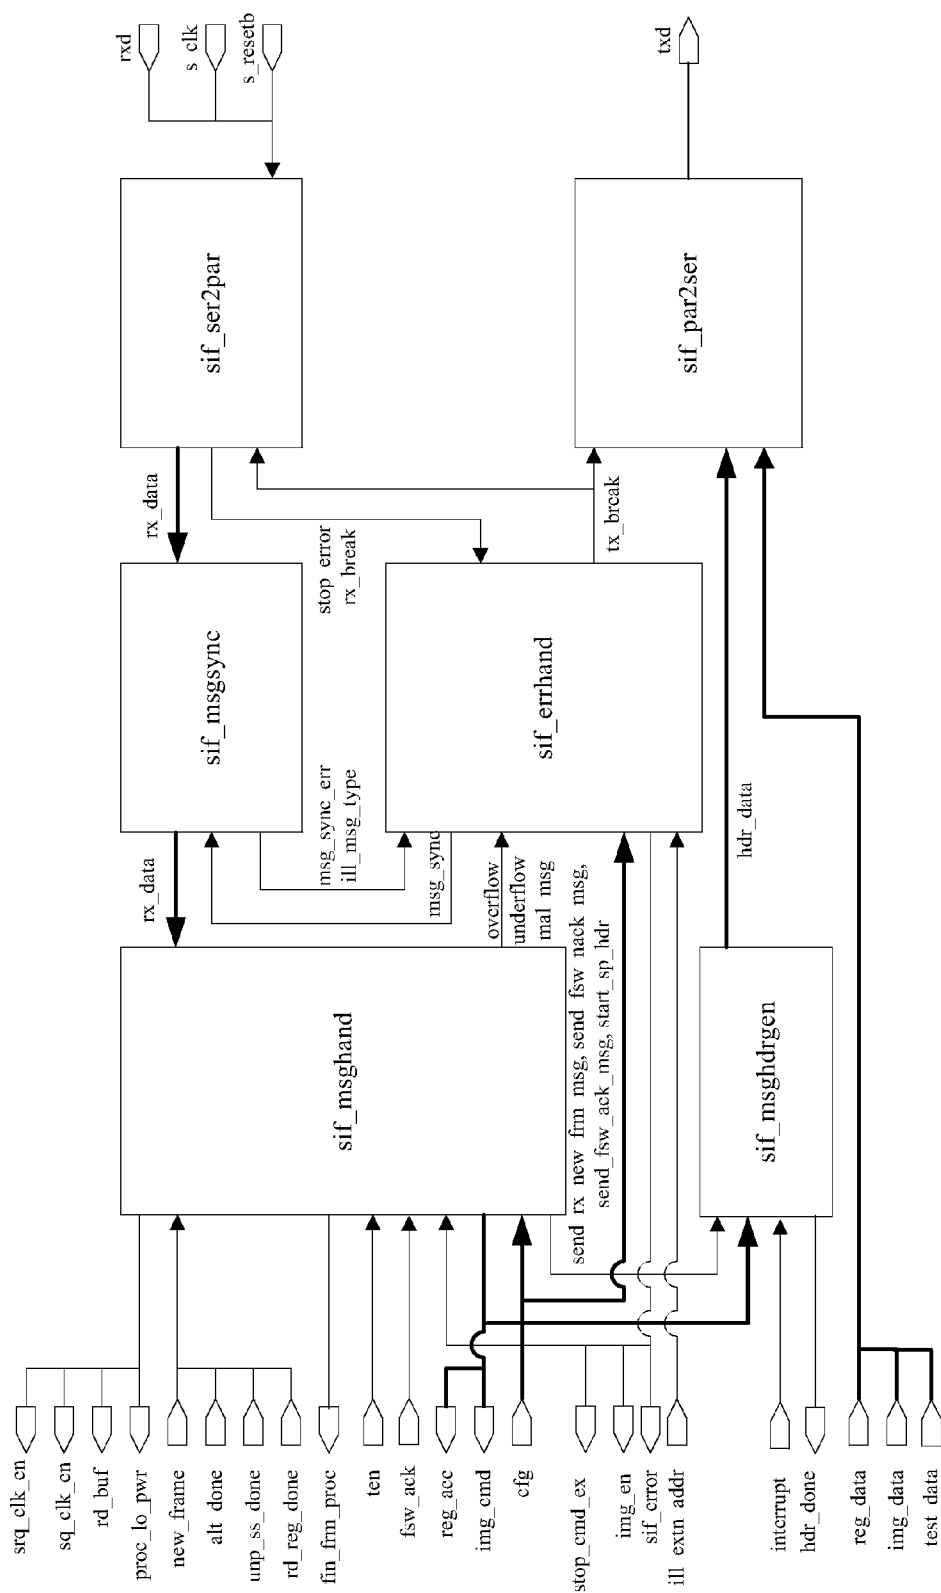 rxd
s_clk
s_resetb
txd
sif_ser2par
sif_par2ser
rx_data
stop_error
rx_break
tx_break
sif_msgsync
sif_errhand
rx_data
msg_sync_err
ill_msg_type
msg_sync
overflow
underflow
mal_msg
hdr_data
sif_msghand
send_rx_new_frm_msg, send_fsw_nack_msg,
send_fsw_ack_msg, start_sp_hdr
sif_msghdrgen
srq_clk_en
sq_clk_en
rd_buf
proc_lo_pwr
new_frame
alt_done
unp_ss_done
rd_reg_done
fin_frm_proc
ten
fsw_ack
reg_acc
img_cmd
cfg
stop_cmd_ex
img_en
sif_error
ill_extn_addr
interrupt
hdr_done
reg_data
img_data
test_data